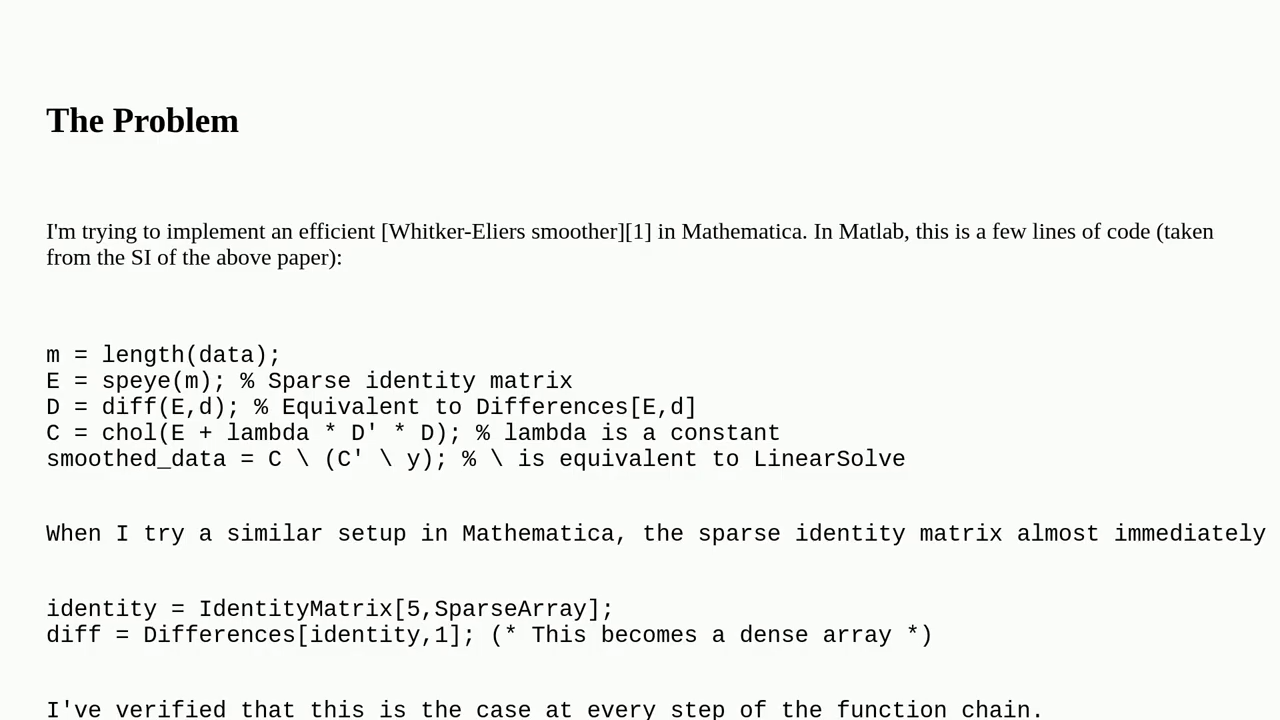 The Problem
I'm trying to implement an efficient [Whitker-Eliers smoother][1] in Mathematica. In Matlab, this is a few lines of code (taken
from the SI of the above paper):
m = length(data);
E = speye(m); % Sparse identity matrix
D = diff(E,d); % Equivalent to Differences[E,d]
C = chol(E + lambda * D' * D); % lambda is a constant
smoothed_data = C \ (C' \ y); % \ is equivalent to LinearSolve
When I try a similar setup in Mathematica, the sparse identity matrix almost immediately
identity = IdentityMatrix[5,SparseArray];
diff = Differences[identity,1]; (* This becomes a dense array *)
I've verified that this is the case at every step of the function chain.